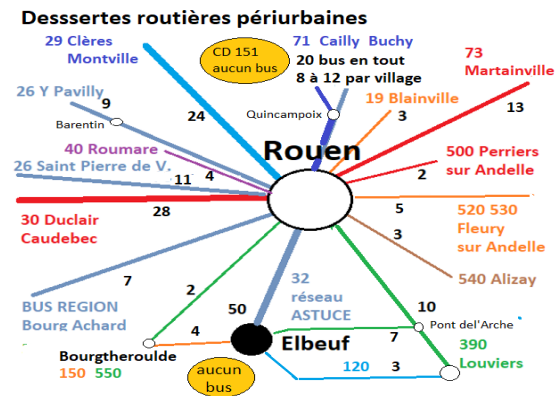 Desssertes routières périurbaines
29 Clères
Montville
CD 151
aucun bus
71 Cailly Buchy
20 bus en tout
8 à 12 par village
73
Martainville
26 Y Pavilly
9
Barentin
24
Quincampoix
19 Blainville
3
13
40 Roumare
Rouen
500 Perriers
sur Andelle
26 Saint Pierre de V.
11
4
2
30 Duclair
Caudebec
28
5
520 530
Fleury
sur Andelle
3
7
2
540 Alizay
BUS REGION
Bourg Achard
50
32
réseau
ASTUCE
10
Pont del'Arche
4
Elbeuf
7
Bourgtheroulde
150 550
aucun
bus
120
3
390
Louviers